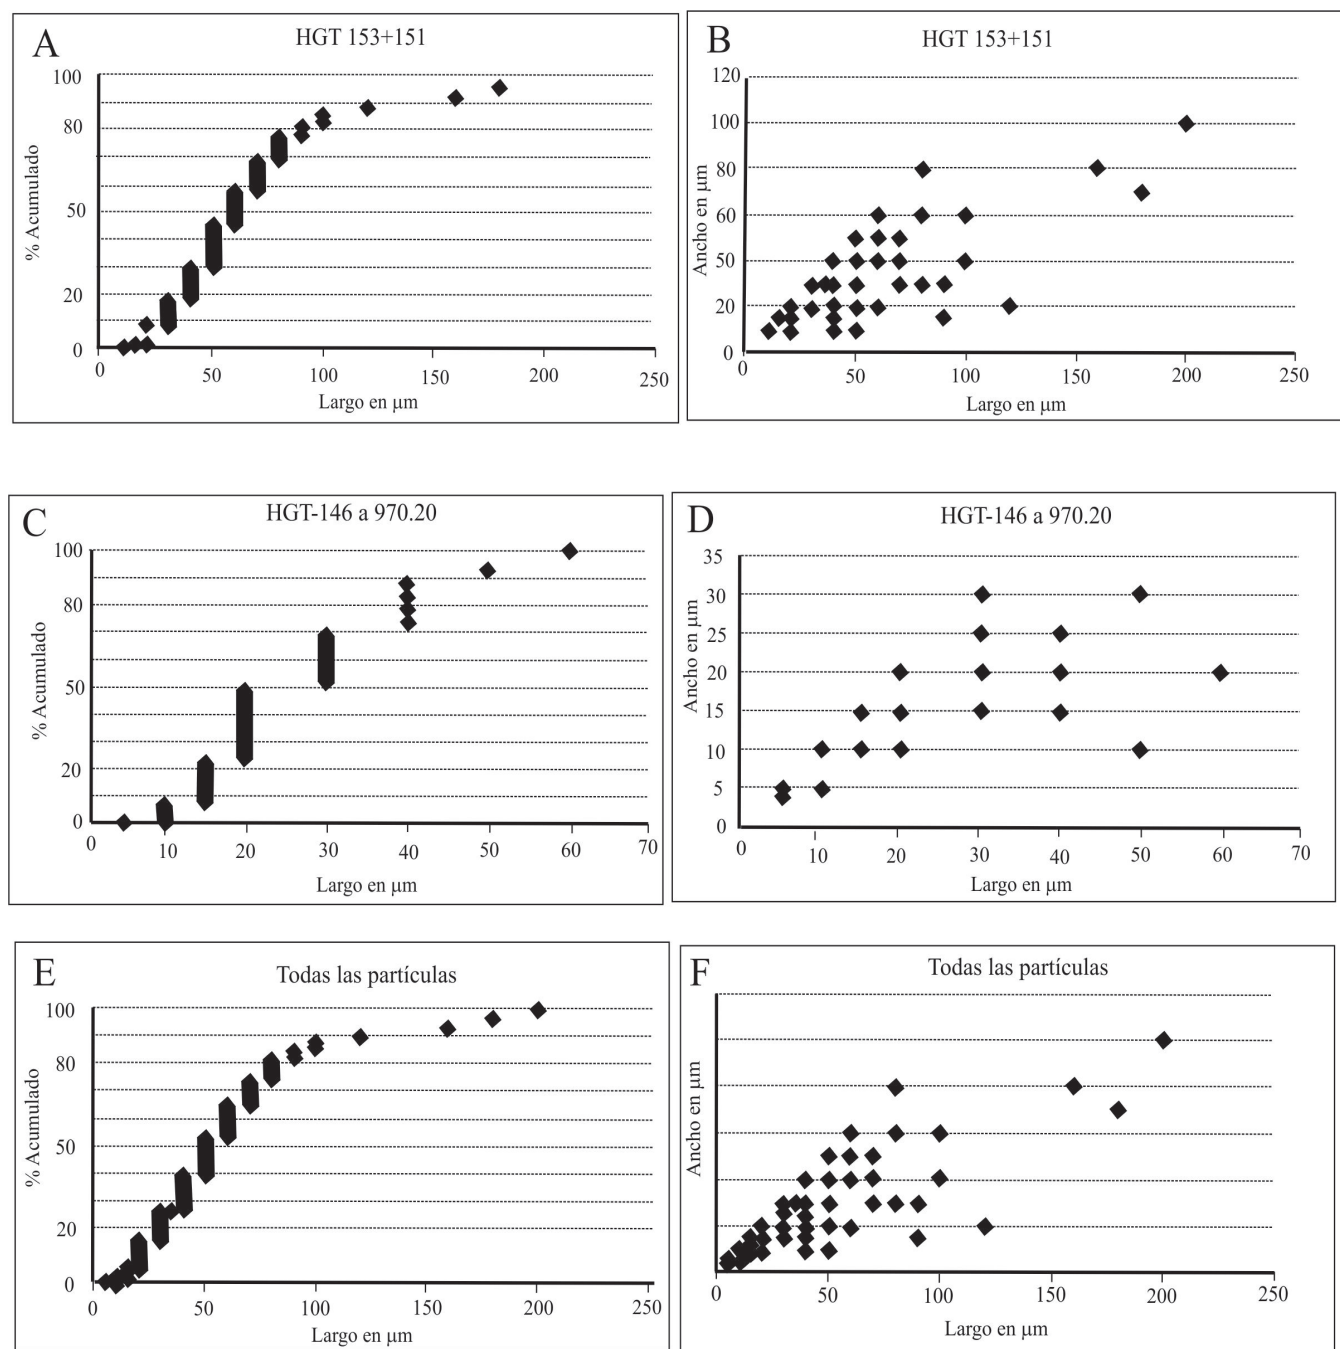 A
HGT 153+151
100
80
50
20
0
% Acumulado
0 50 100 150 200 250
Largo en μm
B
HGT 153+151
120
100
80
60
50
20
0
Ancho en μm
0 50 100 150 200 250
Largo en μm
C
HGT-146 a 970.20
100
80
50
20
0
% Acumulado
0 10 20 30 40 50 60 70
Largo en μm
D
HGT-146 a 970.20
35
30
25
20
15
10
5
0
Ancho en μm
0 10 20 30 40 50 60 70
Largo en μm
E
Todas las partículas
100
80
50
20
0
% Acumulado
0 50 100 150 200 250
Largo en μm
F
Todas las partículas
Ancho en μm
0 50 100 150 200 250
Largo en μm